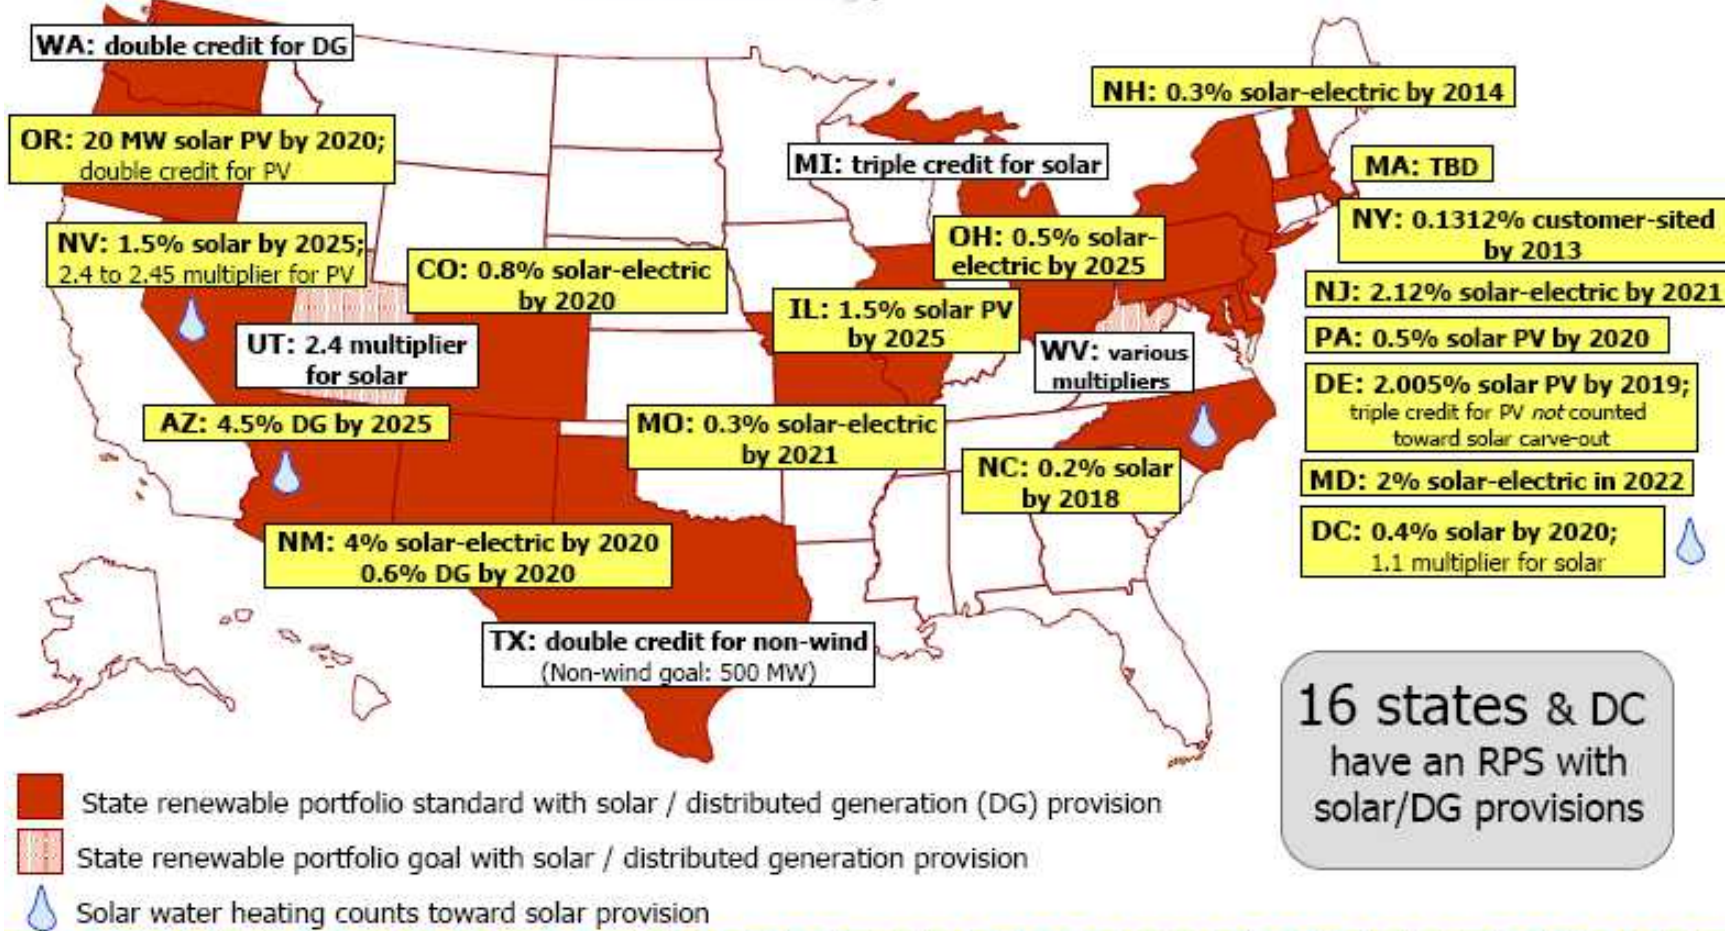 WA: double credit for DG
OR: 20 MW solar PV by 2020;
double credit for PV
NV: 1.5% solar by 2025;
2.4 to 2.45 multiplier for PV
CO: 0.8% solar-electric
by 2020
UT: 2.4 multiplier
for solar
AZ: 4.5% DG by 2025
NM: 4% solar-electric by 2020
0.6% DG by 2020
TX: double credit for non-wind
(Non-wind goal: 500 MW)
MO: 0.3% solar-electric
by 2021
IL: 1.5% solar PV
by 2025
MI: triple credit for solar
OH: 0.5% solar-
electric by 2025
WV: various
multipliers
NC: 0.2% solar
by 2018
NH: 0.3% solar-electric by 2014
MA: TBD
NY: 0.1312% customer-sited
by 2013
NJ: 2.12% solar-electric by 2021
PA: 0.5% solar PV by 2020
DE: 2.005% solar PV by 2019;
triple credit for PV not counted
toward solar carve-out
MD: 2% solar-electric in 2022
DC: 0.4% solar by 2020;
1.1 multiplier for solar
16 states & DC
have an RPS with
solar/DG provisions
State renewable portfolio standard with solar / distributed generation (DG) provision
State renewable portfolio goal with solar / distributed generation provision
Solar water heating counts toward solar provision